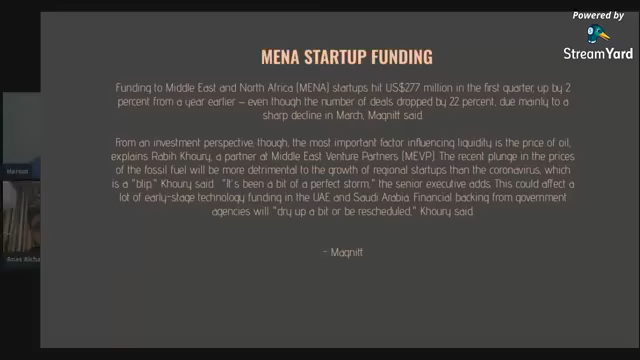 Powered by
StreamYard
MENA STARTUP FUNDING
Funding to Middle East and North Africa (MENA) startups hit US$277 million in the first quarter, up by 2
percent from a year earlier – even though the number of deals dropped by 22 percent, due mainly to a
sharp decline in March, Magnitt said.
From an investment perspective, though, the most important factor influencing liquidity is the price of oil,
explains Rabih Khoury, a partner at Middle East Venture Partners (MEVP). The recent plunge in the prices
of the fossil fuel will be more detrimental to the growth of regional startups than the coronavirus, which
is a "blip," Khoury said. "It's been a bit of a perfect storm," the senior executive adds. This could affect a
lot of early-stage technology funding in the UAE and Saudi Arabia. Financial backing from government
agencies will "dry up a bit or be rescheduled," Khoury said.
- Magnitt